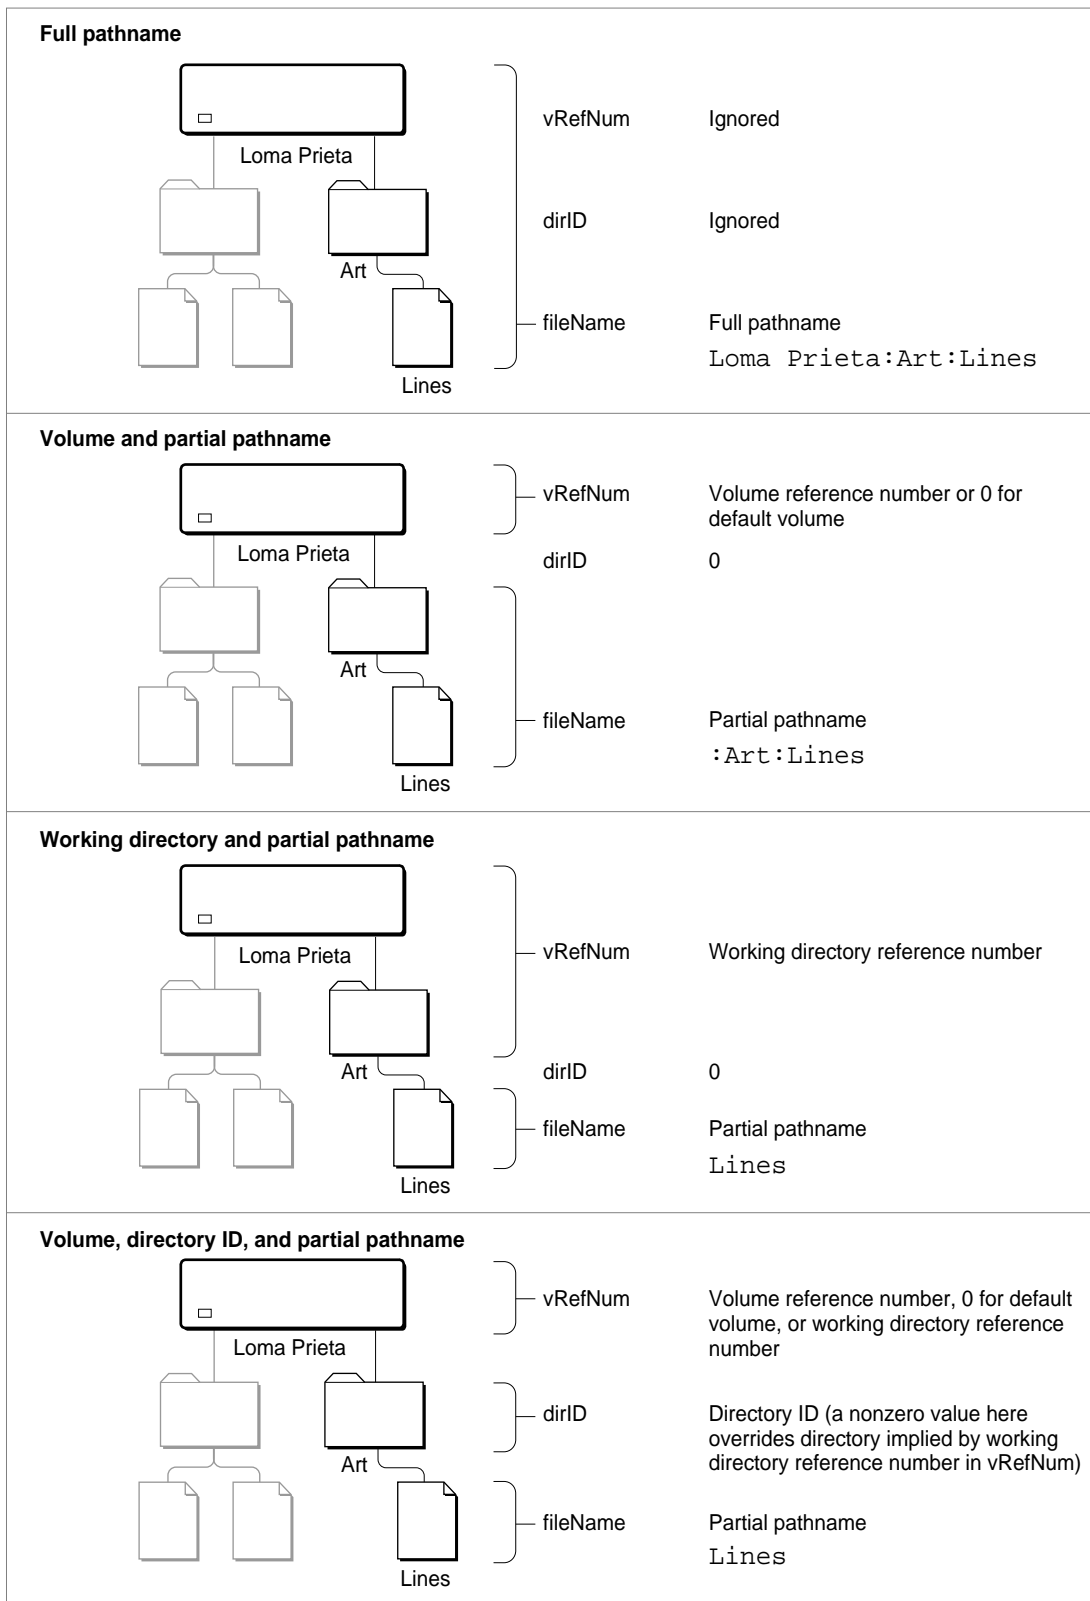 Full pathname
vRefNum Ignored
Loma Prieta
dirID Ignored
Art
fileName Full pathname
Loma Prieta:Art:Lines
Lines
Volume and partial pathname
vRefNum Volume reference number or 0 for
default volume
Loma Prieta
dirID 0
Art
fileName Partial pathname
:Art:Lines
Lines
Working directory and partial pathname
Loma Prieta
vRefNum Working directory reference number
Art
dirID 0
fileName Partial pathname
Lines
Lines
Volume, directory ID, and partial pathname
vRefNum Volume reference number, 0 for default
volume, or working directory reference
number
Loma Prieta
dirID Directory ID (a nonzero value here
overrides directory implied by working
directory reference number in vRefNum)
Art
fileName Partial pathname
Lines
Lines